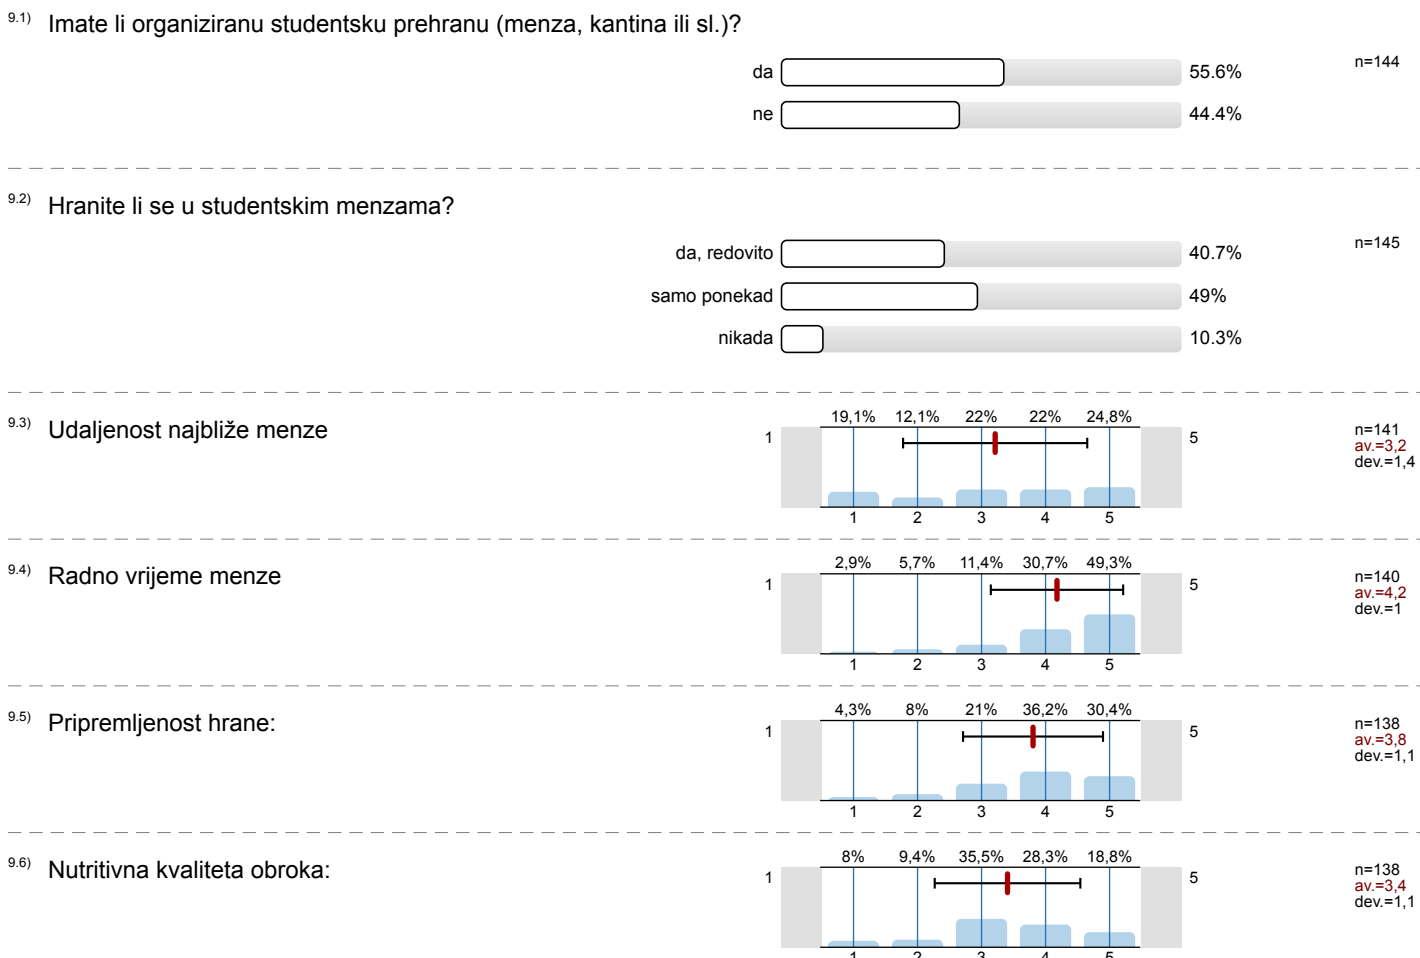 9.1) Imate li organiziranu studentsku prehranu (menza, kantina ili sl.)?
da 55.6% n=144
ne 44.4%
9.2) Hranite li se u studentskim menzama?
da, redovito 40.7% n=145
samo ponekad 49%
nikada 10.3%
9.3) Udaljenost najbliže menze
19,1% 12,1% 22% 22% 24,8%
1 5
n=141
av.=3,2
dev.=1,4
1 2 3 4 5
9.4) Radno vrijeme menze
2,9% 5,7% 11,4% 30,7% 49,3%
1 5
n=140
av.=4,2
dev.=1
1 2 3 4 5
9.5) Pripremljenost hrane:
4,3% 8% 21% 36,2% 30,4%
1 5
n=138
av.=3,8
dev.=1,1
1 2 3 4 5
9.6) Nutritivna kvaliteta obroka:
8% 9,4% 35,5% 28,3% 18,8%
1 5
n=138
av.=3,4
dev.=1,1
1 2 3 4 5